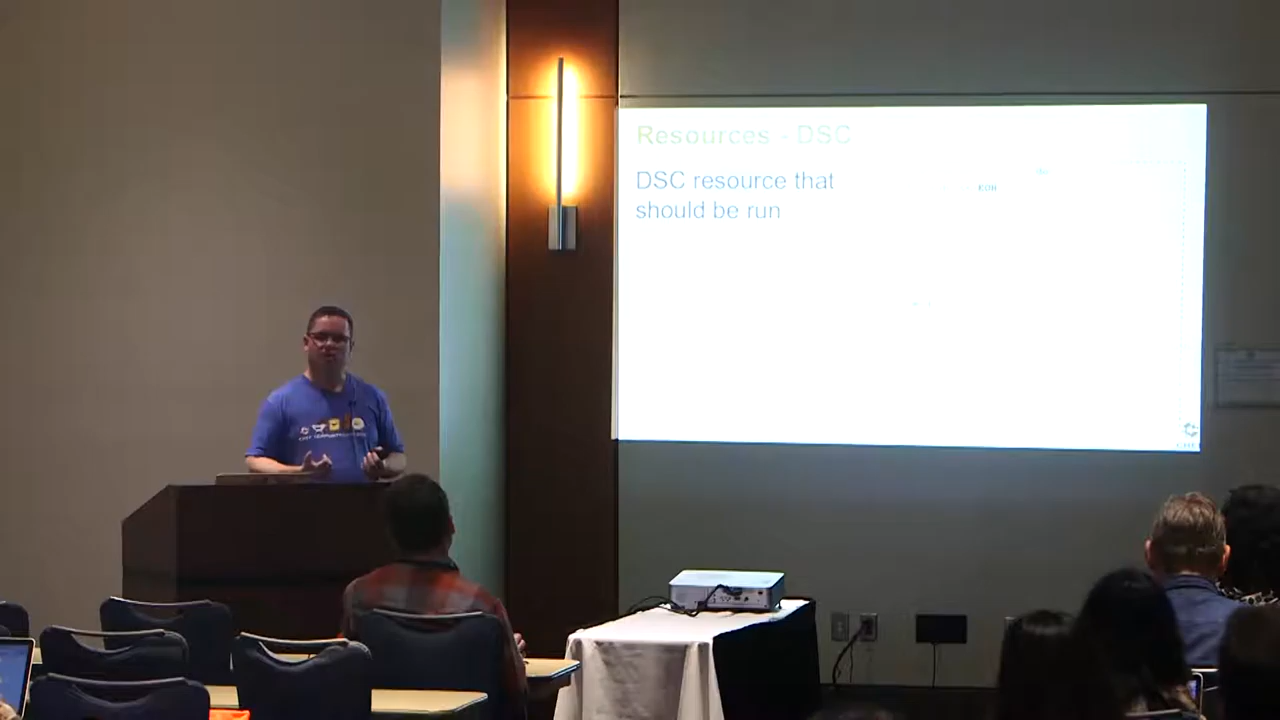 Resources - DSC
DSC resource that
should be run